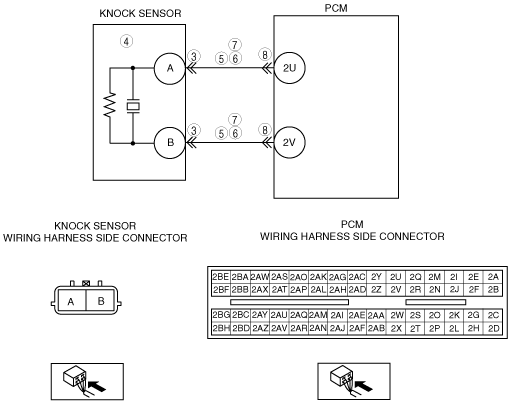 KNOCK SENSOR
PCM
4
7
7
3
5 6
8
A
2U
3
5 6
8
B
2V
KNOCK SENSOR
WIRING HARNESS SIDE CONNECTOR
PCM
WIRING HARNESS SIDE CONNECTOR
A B
2BE 2BA 2AW 2AS 2AO 2AK 2AG 2AC 2Y 2U 2Q 2M 2I 2E 2A
2BF 2BB 2AX 2AT 2AP 2AL 2AH 2AD 2Z 2V 2R 2N 2J 2F 2B
2BG 2BC 2AY 2AU 2AQ 2AM 2AI 2AE 2AA 2W 2S 2O 2K 2G 2C
2BH 2BD 2AZ 2AV 2AR 2AN 2AJ 2AF 2AB 2X 2T 2P 2L 2H 2D